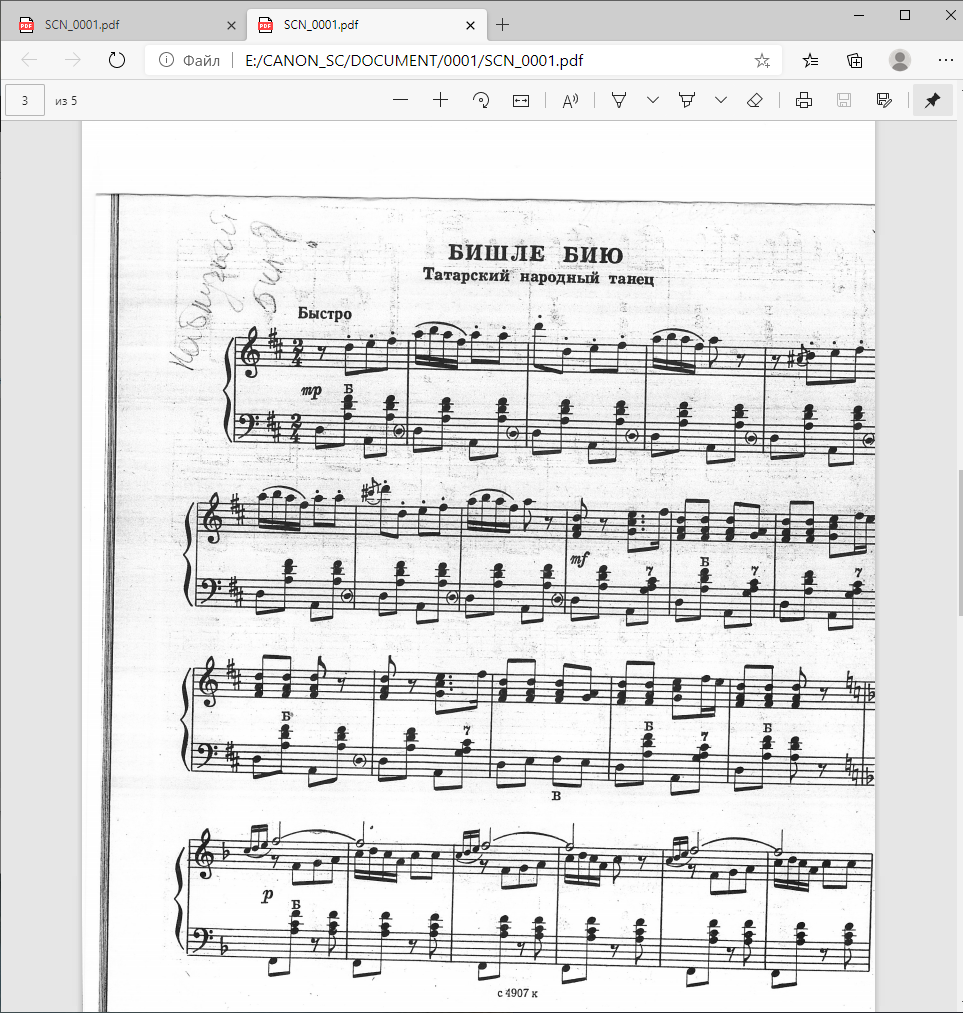 SCN_0001.pdf
SCN_0001.pdf
Файл
E:/CANON_SC/DOCUMENT/0001/SCN_0001.pdf
3 из 5
БИШЛЕ БИЮ
Татарский народный танец
Быстро
mp Б
mf
Б 7 7
Б 7 Б 7 Б
В
p
Б
с 4907 к